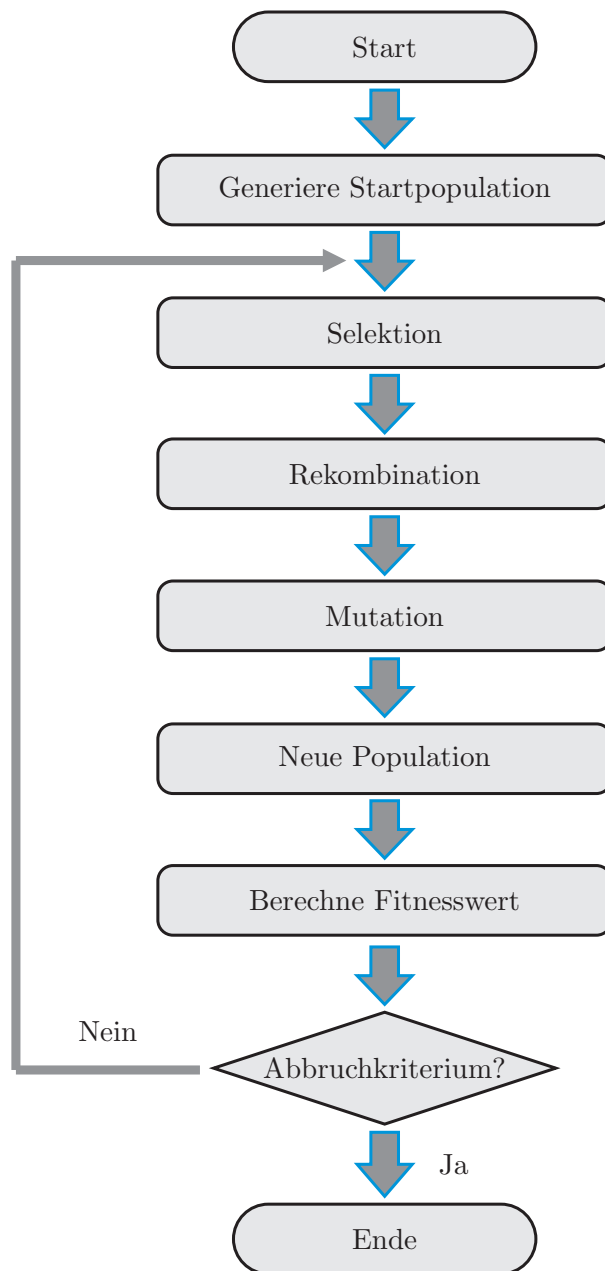 Start
Generiere Startpopulation
Selektion
Rekombination
Mutation
Neue Population
Berechne Fitnesswert
Nein
Abbruchkriterium?
Ja
Ende